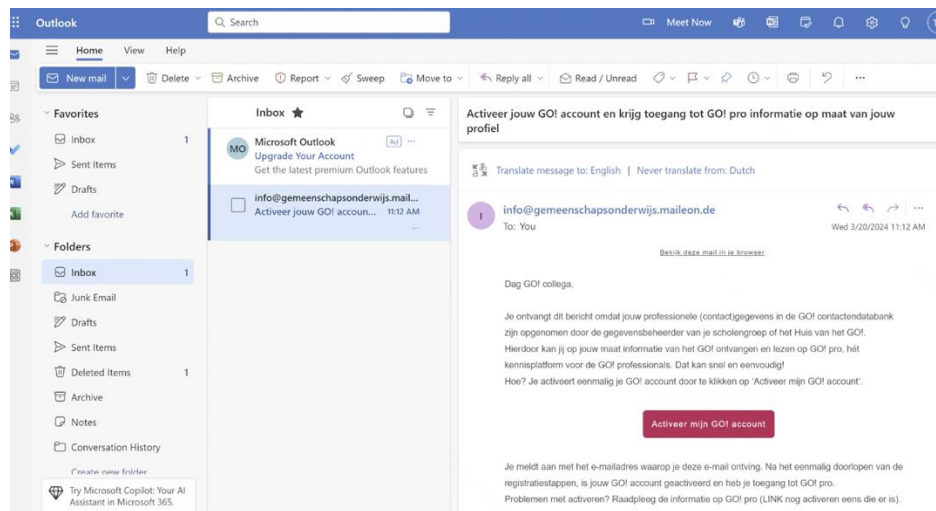 Outlook
Search
Meet Now
Home View Help
New mail
Delete
Archive
Report
Sweep
Move to
Reply all
Read / Unread
Favorites
Inbox 1
Sent Items
Drafts
Add favorite
Folders
Inbox 1
Junk Email
Drafts
Sent Items
Deleted Items 1
Archive
Notes
Conversation History
Create new folder
Try Microsoft Copilot: Your AI
Assistant in Microsoft 365.
Inbox
MO
Microsoft Outlook Ad
Upgrade Your Account
Get the latest premium Outlook features
info@gemeenschapsonderwijs.mail...
Activeer jouw GO! accoun... 11:12 AM
Activeer jouw GO! account en krijg toegang tot GO! pro informatie op maat van jouw
profiel
Translate message to: English | Never translate from: Dutch
I
info@gemeenschapsonderwijs.maileon.de
To: You
Wed 3/20/2024 11:12 AM
Bekijk deze mail in je browser
Dag GO! collega,
Je ontvangt dit bericht omdat jouw professionele (contact)gegevens in de GO! contactendatabank
zijn opgenomen door de gegevensbeheerder van je scholengroep of het Huis van het GO!.
Hierdoor kan jij op jouw maat informatie van het GO! ontvangen en lezen op GO! pro, hét
kennisplatform voor de GO! professionals. Dat kan snel en eenvoudig!
Hoe? Je activeert eenmalig je GO! account door te klikken op ‘Activeer mijn GO! account’.
Activeer mijn GO! account
Je meldt aan met het e-mailadres waarop je deze e-mail ontving. Na het eenmalig doorlopen van de
registratiestappen, is jouw GO! account geactiveerd en heb je toegang tot GO! pro.
Problemen met activeren? Raadpleeg de informatie op GO! pro (LINK nog activeren eens die er is).